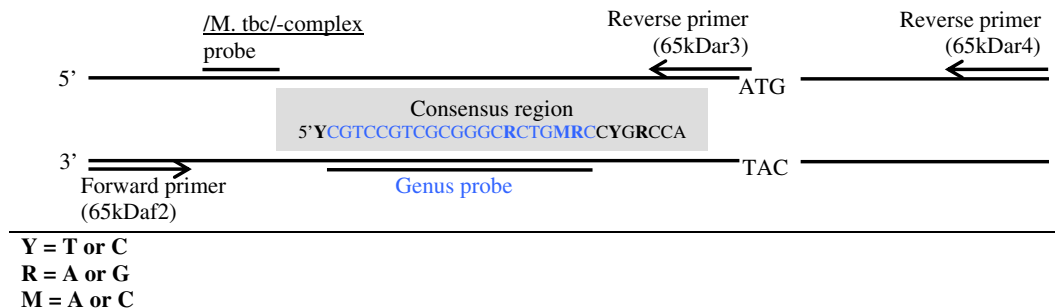 /M. tbc/-complex
probe
Reverse primer
(65kDar3)
Reverse primer
(65kDar4)
5’
ATG
Consensus region
5’YCGTCCGTCGCGGGCRCTGMRCCYGRCCA
3’
TAC
Forward primer
(65kDaf2)
Genus probe
Y = T or C
R = A or G
M = A or C